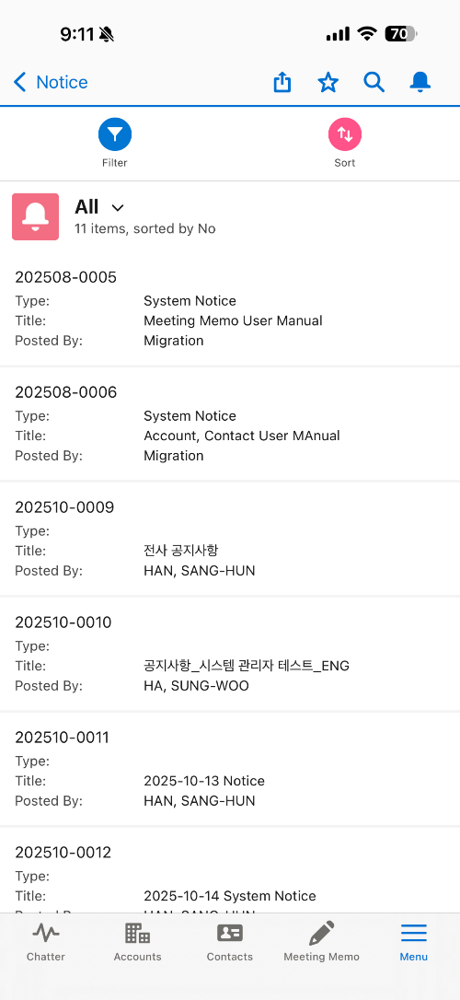 9:11
70
Notice
Filter
Sort
All
11 items, sorted by No
202508-0005
Type: System Notice
Title: Meeting Memo User Manual
Posted By: Migration
202508-0006
Type: System Notice
Title: Account, Contact User MAnual
Posted By: Migration
202510-0009
Type:
Title: 전사 공지사항
Posted By: HAN, SANG-HUN
202510-0010
Type:
Title: 공지사항_시스템 관리자 테스트_ENG
Posted By: HA, SUNG-WOO
202510-0011
Type:
Title: 2025-10-13 Notice
Posted By: HAN, SANG-HUN
202510-0012
Type:
Title: 2025-10-14 System Notice
Posted By: HAN, SANG-HUN
Chatter
Accounts
Contacts
Meeting Memo
Menu